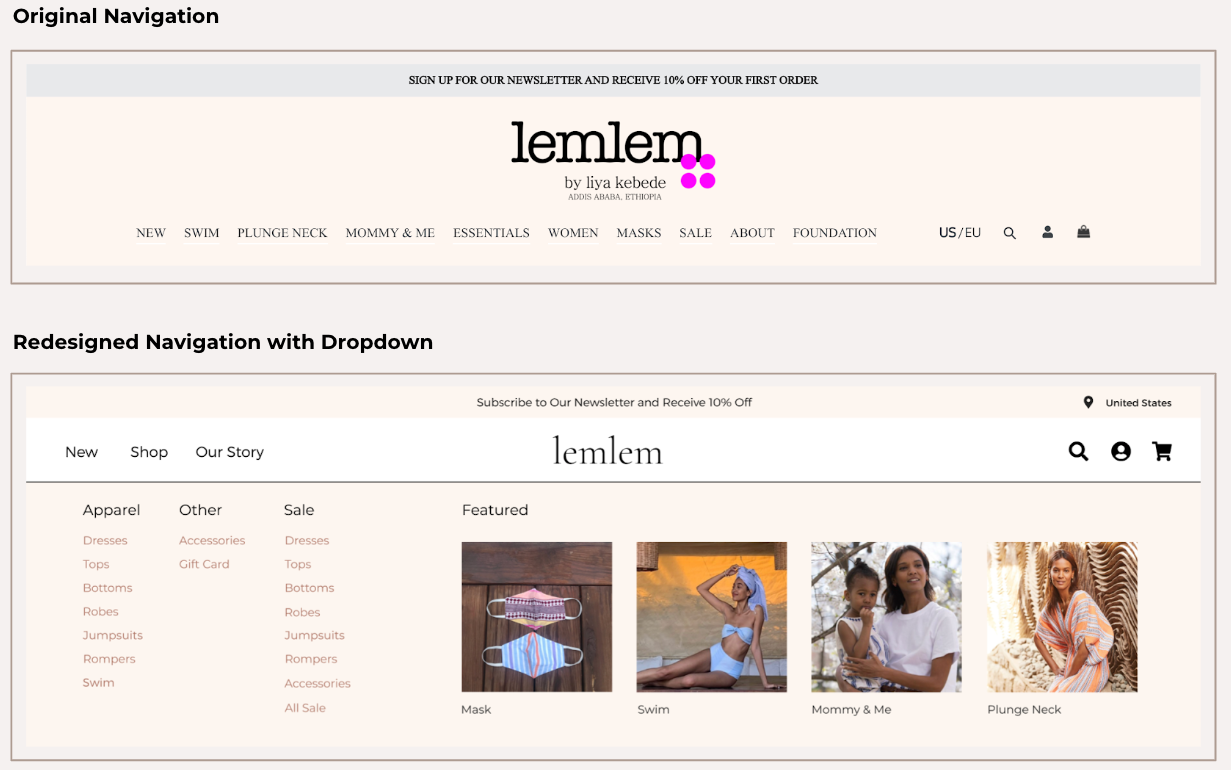 Original Navigation
SIGN UP FOR OUR NEWSLETTER AND RECEIVE 10% OFF YOUR FIRST ORDER
lemlem
by liya kebede
ADDIS ABABA, ETHIOPIA
NEW SWIM PLUNGE NECK MOMMY & ME ESSENTIALS WOMEN MASKS SALE ABOUT FOUNDATION US/EU
Redesigned Navigation with Dropdown
Subscribe to Our Newsletter and Receive 10% Off United States
New Shop Our Story lemlem
Apparel Other Sale Featured
Dresses Accessories Dresses
Tops Gift Card Tops
Bottoms Bottoms
Robes Robes
Jumpsuits Jumpsuits
Rompers Rompers
Swim Accessories
All Sale
Mask Swim Mommy & Me Plunge Neck